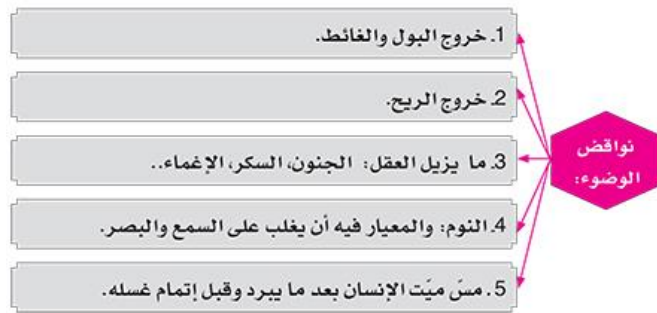 نواقض
الوضوء:
1. خروج البول والغائط.
2. خروج الريح.
3. ما يزيل العقل: الجنون، السكر، الإغماء..
4. النوم: والمعيار فيه أن يغلب على السمع والبصر.
5. مسّ ميّت الإنسان بعد ما يبرد وقبل إتمام غسله.